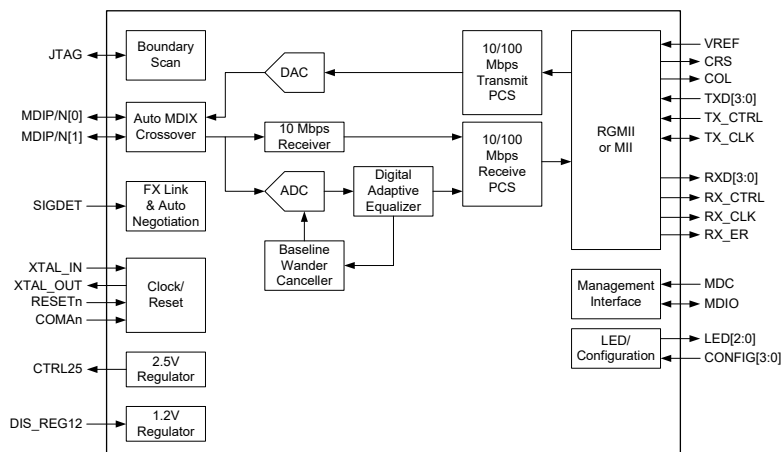 JTAG
Boundary
Scan
DAC
10/100
Mbps
Transmit
PCS
RGMII
or MII
VREF
CRS
COL
TXD[3:0]
TX_CTRL
TX_CLK
MDIP/N[0]
MDIP/N[1]
Auto MDIX
Crossover
10 Mbps
Receiver
10/100
Mbps
Receive
PCS
RXD[3:0]
RX_CTRL
RX_CLK
RX_ER
SIGDET
FX Link
& Auto
Negotiation
ADC
Digital
Adaptive
Equalizer
Baseline
Wander
Canceller
XTAL_IN
XTAL_OUT
RESETn
COMAn
Clock/
Reset
Management
Interface
MDC
MDIO
LED/
Configuration
LED[2:0]
CONFIG[3:0]
CTRL25
2.5V
Regulator
DIS_REG12
1.2V
Regulator